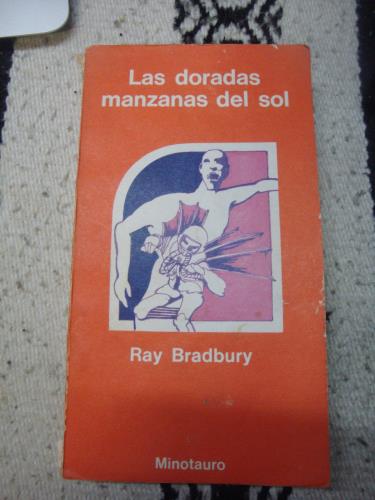 Las doradas
manzanas del sol
Ray Bradbury
Minotauro